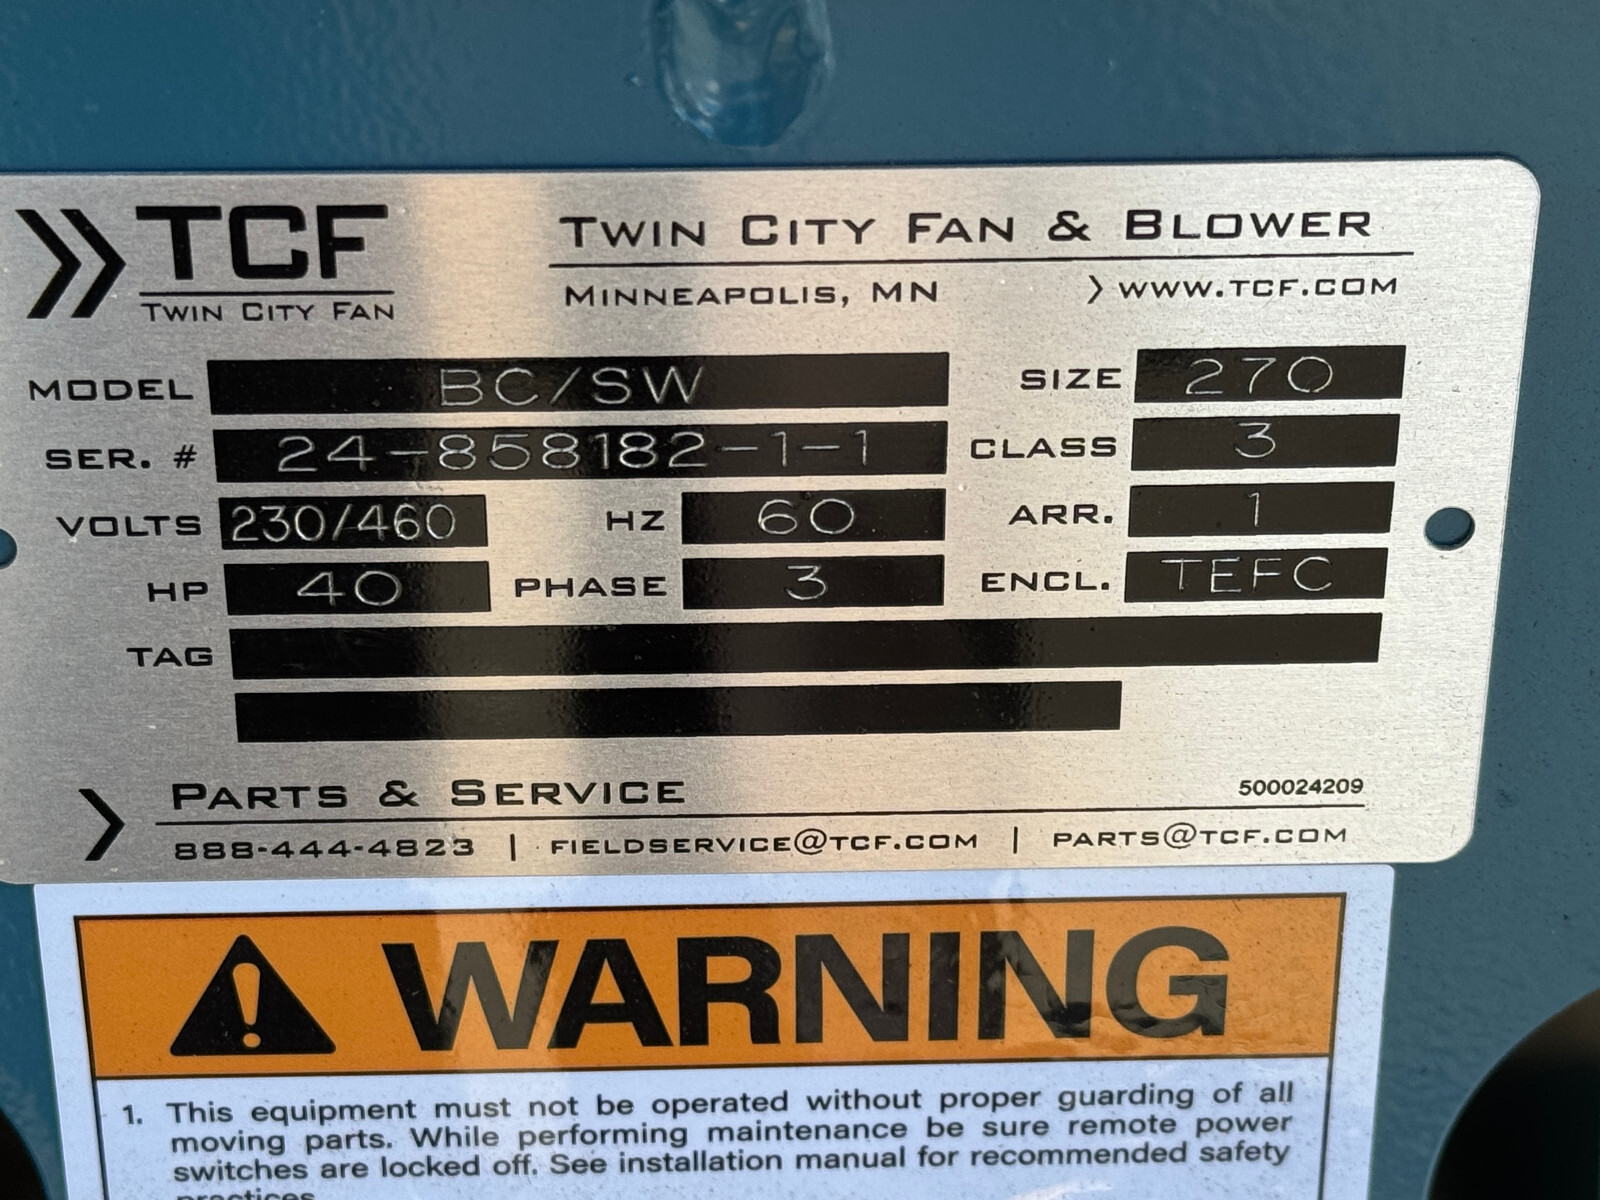 TCF
TWIN CITY FAN
TWIN CITY FAN & BLOWER
MINNEAPOLIS, MN WWW.TCF.COM
MODEL BC/SW SIZE 270
SER. # 24-858182-1-1 CLASS 3
VOLTS 230/460 HZ 60 ARR. 1
HP 40 PHASE 3 ENCL. TEFC
TAG
PARTS & SERVICE 500024209
888-444-4823 | FIELDSERVICE@TCF.COM | PARTS@TCF.COM
WARNING
1. This equipment must not be operated without proper guarding of all
moving parts. While performing maintenance be sure remote power
switches are locked off. See installation manual for recommended safety
practices.